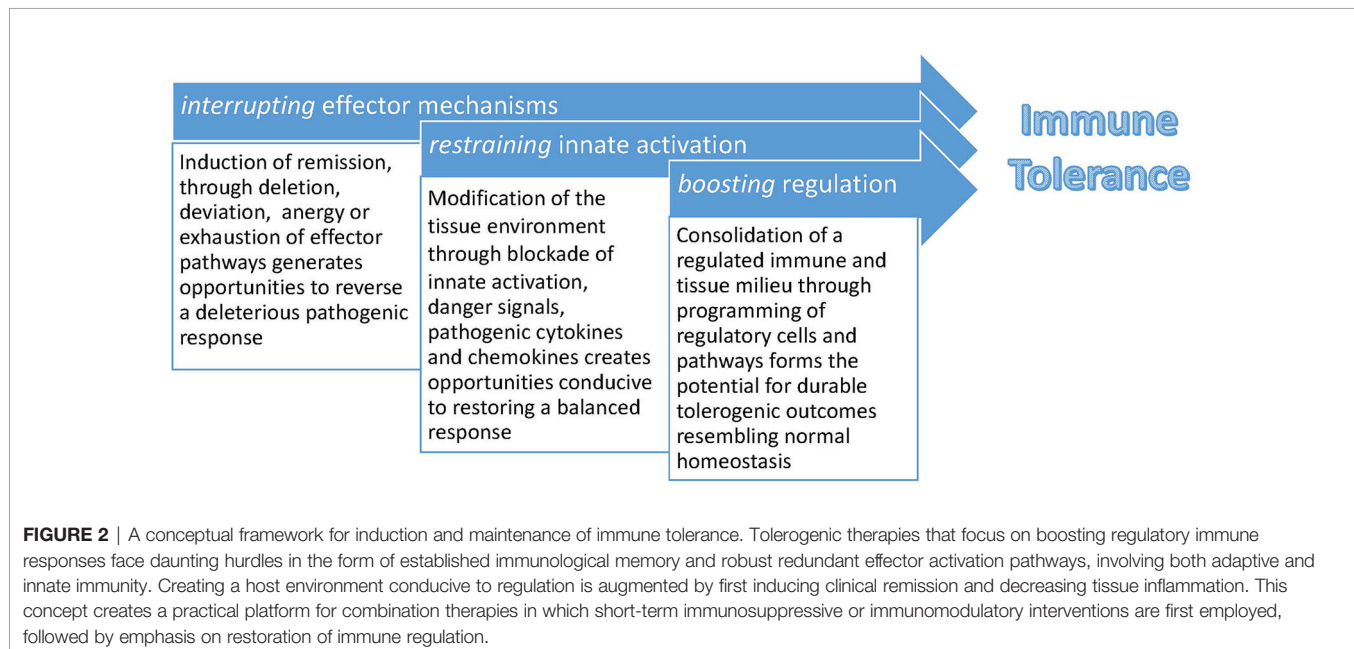 interrupting effector mechanisms
Induction of remission,
through deletion,
deviation, anergy or
exhaustion of effector
pathways generates
opportunities to reverse
a deleterious pathogenic
response
restraining innate activation
Modification of the
tissue environment
through blockade of
innate activation,
danger signals,
pathogenic cytokines
and chemokines creates
opportunities conducive
to restoring a balanced
response
boosting regulation
Consolidation of a
regulated immune and
tissue milieu through
programming of
regulatory cells and
pathways forms the
potential for durable
tolerogenic outcomes
resembling normal
homeostasis
Immune
Tolerance
FIGURE 2 | A conceptual framework for induction and maintenance of immune tolerance. Tolerogenic therapies that focus on boosting regulatory immune
responses face daunting hurdles in the form of established immunological memory and robust redundant effector activation pathways, involving both adaptive and
innate immunity. Creating a host environment conducive to regulation is augmented by first inducing clinical remission and decreasing tissue inflammation. This
concept creates a practical platform for combination therapies in which short-term immunosuppressive or immunomodulatory interventions are first employed,
followed by emphasis on restoration of immune regulation.